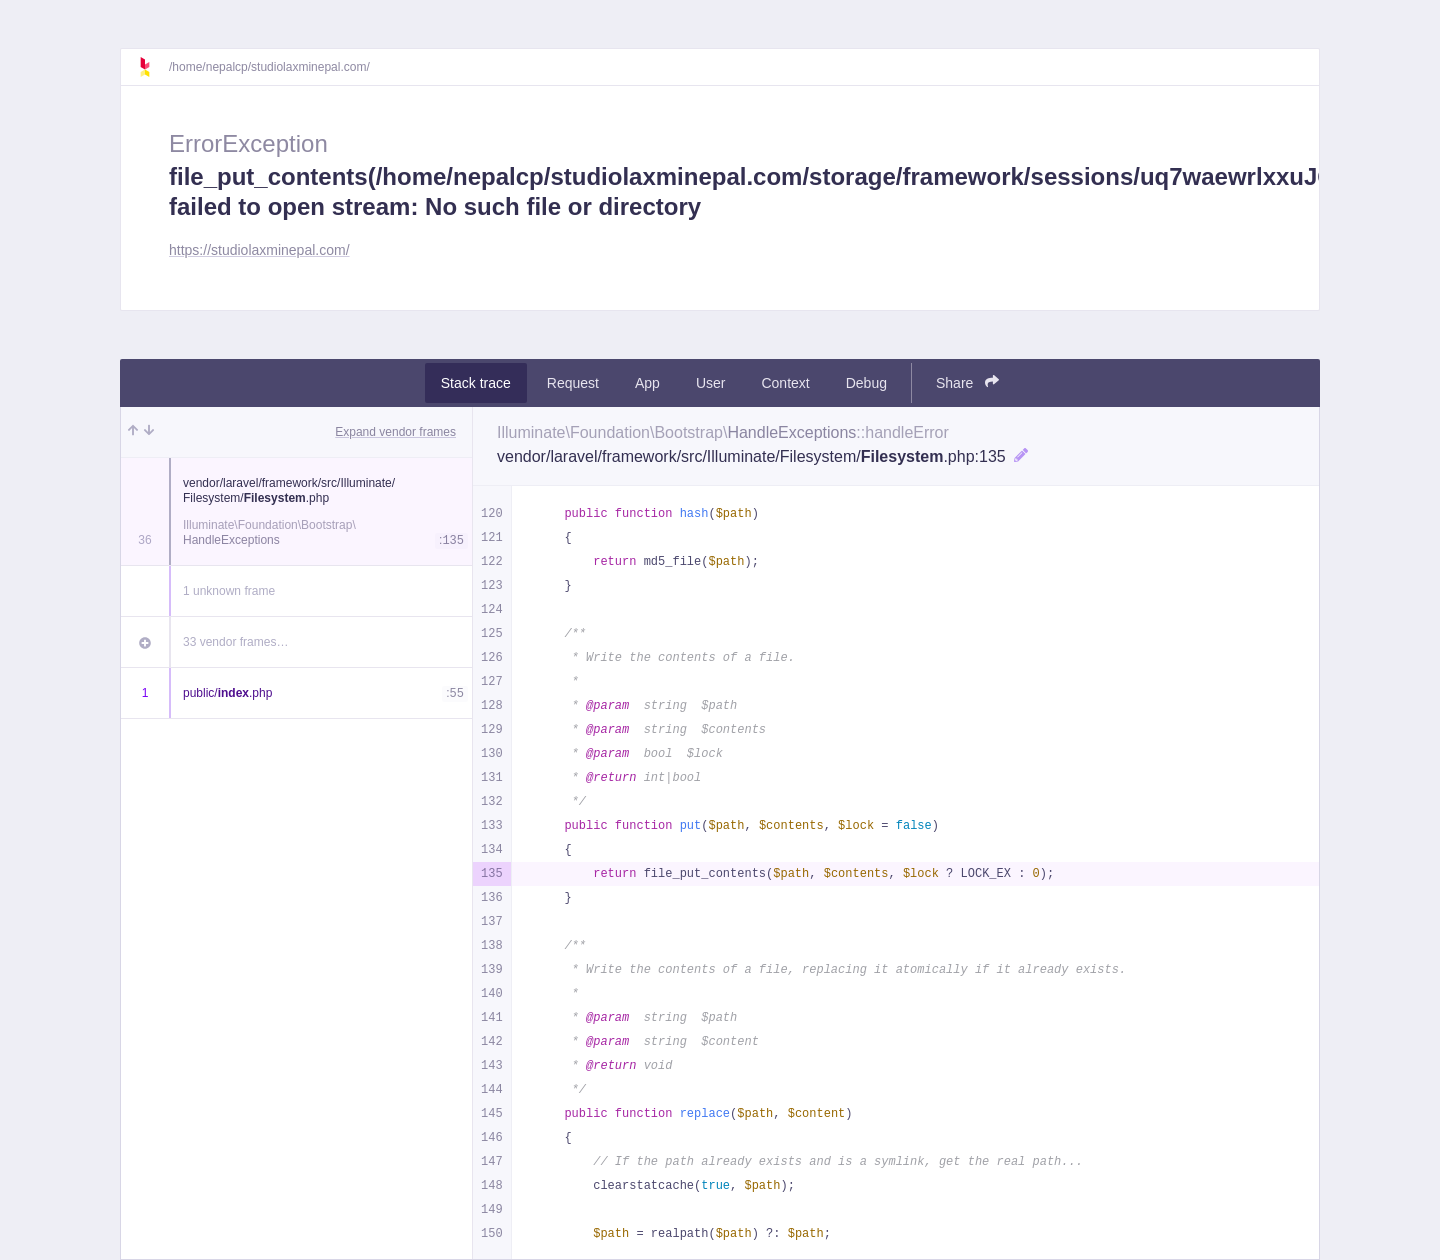 /home/nepalcp/studiolaxminepal.com/
ErrorException
file_put_contents(/home/nepalcp/studiolaxminepal.com/storage/framework/sessions/uq7waewrlxxuJ
failed to open stream: No such file or directory
https://studiolaxminepal.com/
Stack trace Request App User Context Debug Share
Expand vendor frames
vendor/laravel/framework/src/Illuminate/
Filesystem/Filesystem.php
Illuminate\Foundation\Bootstrap\
36 HandleExceptions :135
1 unknown frame
33 vendor frames…
1 public/index.php :55
Illuminate\Foundation\Bootstrap\HandleExceptions::handleError
vendor/laravel/framework/src/Illuminate/Filesystem/Filesystem.php:135
120 public function hash($path)
121 {
122 return md5_file($path);
123 }
124
125 /**
126 * Write the contents of a file.
127 *
128 * @param  string  $path
129 * @param  string  $contents
130 * @param  bool  $lock
131 * @return int|bool
132 */
133 public function put($path, $contents, $lock = false)
134 {
135 return file_put_contents($path, $contents, $lock ? LOCK_EX : 0);
136 }
137
138 /**
139 * Write the contents of a file, replacing it atomically if it already exists.
140 *
141 * @param  string  $path
142 * @param  string  $content
143 * @return void
144 */
145 public function replace($path, $content)
146 {
147 // If the path already exists and is a symlink, get the real path...
148 clearstatcache(true, $path);
149
150 $path = realpath($path) ?: $path;